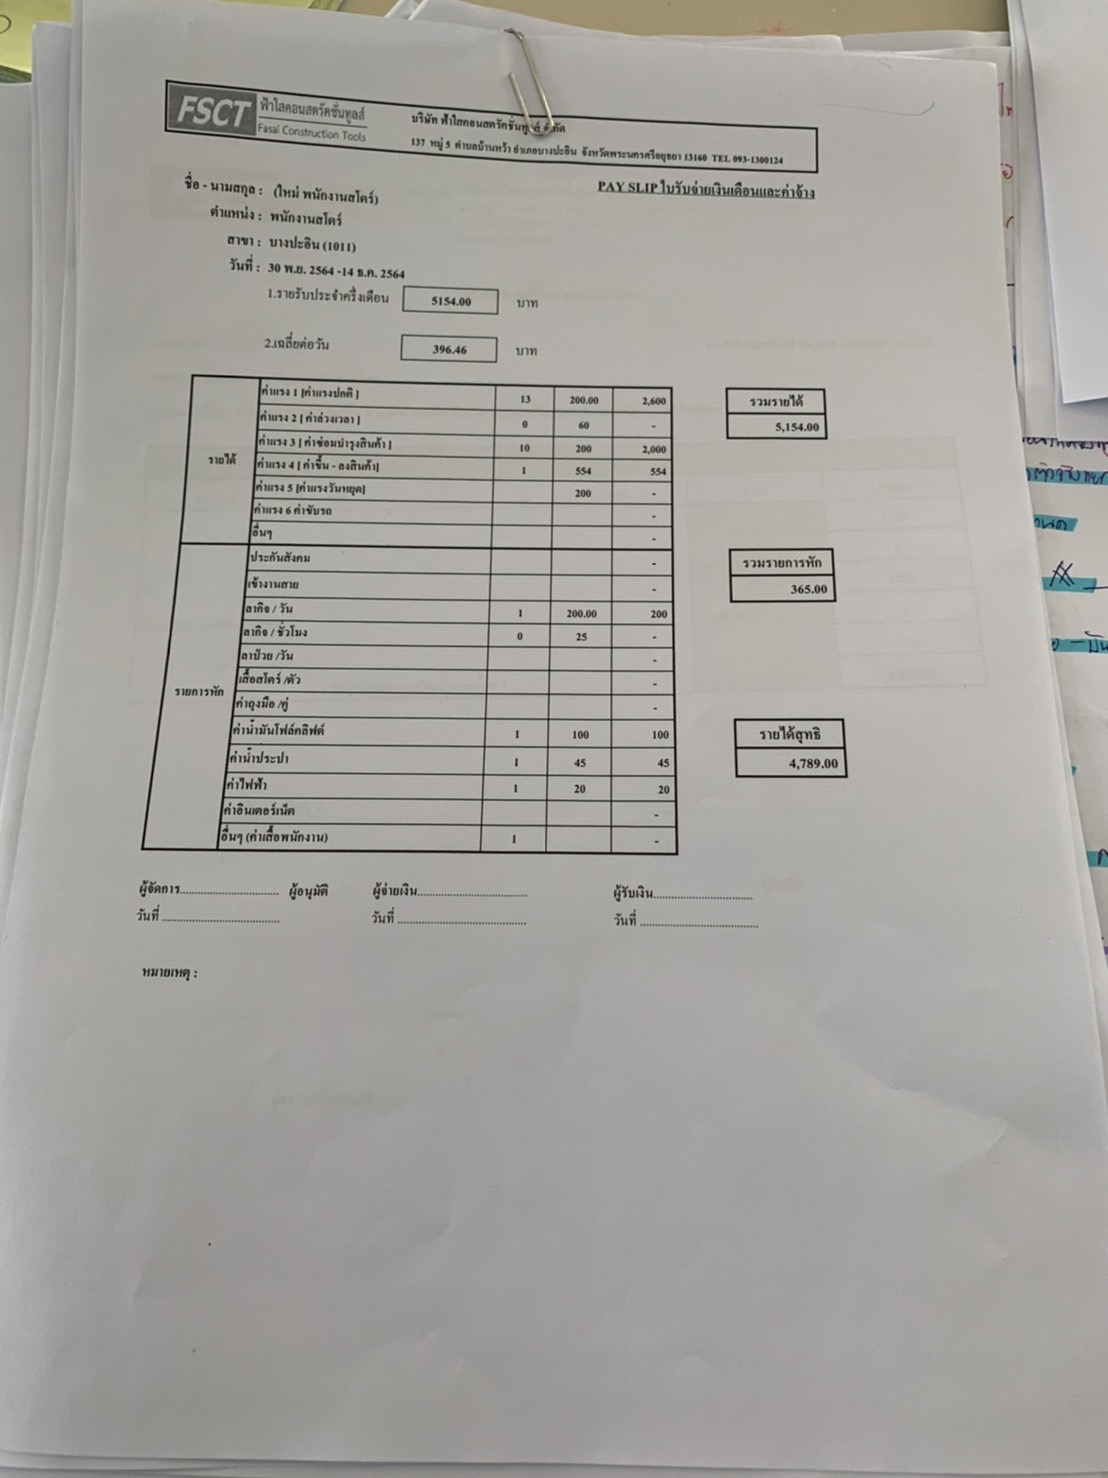 FSCT ฟ้าใสคอนสตรัคชั่นทูลส์
Fasai Construction Tools
บริษัท ฟ้าใสคอนสตรัคชั่นทูลส์ จำกัด
137 หมู่ 5 ตำบลบ้านหว้า อำเภอบางปะอิน จังหวัดพระนครศรีอยุธยา 13160 TEL 093-1300124
PAY SLIP ใบรับจ่ายเงินเดือนและค่าจ้าง
ชื่อ - นามสกุล : (ใหม่ พนักงานสโตร์)
ตำแหน่ง : พนักงานสโตร์
สาขา : บางปะอิน (1011)
วันที่ : 30 พ.ย. 2564 -14 ธ.ค. 2564
1.รายรับประจำครึ่งเดือน 5154.00 บาท
2.เฉลี่ยต่อวัน 396.46 บาท
รายได้
ค่าแรง 1 [ค่าแรงปกติ ] 13 200.00 2,600
ค่าแรง 2 [ ค่าล่วงเวลา ] 0 60 -
ค่าแรง 3 [ ค่าซ่อมบำรุงสินค้า ] 10 200 2,000
ค่าแรง 4 [ ค่าขึ้น - ลงสินค้า] 1 554 554
ค่าแรง 5 [ค่าแรงวันหยุด] 200 -
ค่าแรง 6 ค่าขับรถ -
อื่นๆ -
รวมรายได้
5,154.00
รายการหัก
ประกันสังคม -
เข้างานสาย -
ลากิจ / วัน 1 200.00 200
ลากิจ / ชั่วโมง 0 25 -
ลาป่วย /วัน -
เสื้อสโตร์ /ตัว -
ค่าถุงมือ /คู่ -
ค่าน้ำมันโฟล์คลิฟต์ 1 100 100
ค่าน้ำประปา 1 45 45
ค่าไฟฟ้า 1 20 20
ค่าอินเตอร์เน็ต -
อื่นๆ (ค่าเสื้อพนักงาน) 1 -
รวมรายการหัก
365.00
รายได้สุทธิ
4,789.00
ผู้จัดการ.............................. ผู้อนุมัติ ผู้จ่ายเงิน................................. ผู้รับเงิน..............................
วันที่ ................................... วันที่ ...................................... วันที่ ...................................
หมายเหตุ :